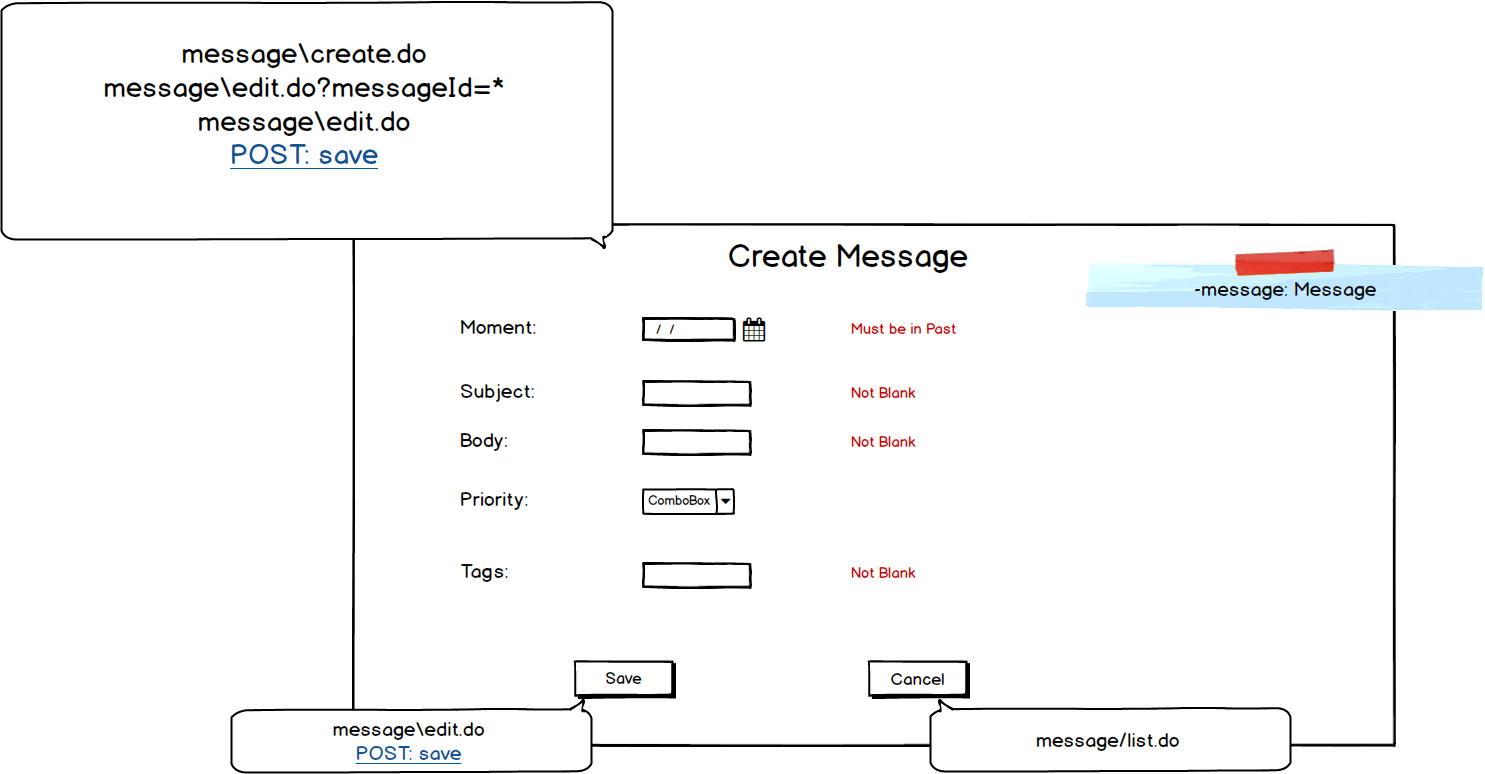 message\create.do
message\edit.do?messageId=*
message\edit.do
POST: save
Create Message
-message: Message
Moment: / / Must be in Past
Subject: Not Blank
Body: Not Blank
Priority: ComboBox
Tags: Not Blank
Save Cancel
message\edit.do
POST: save
message/list.do